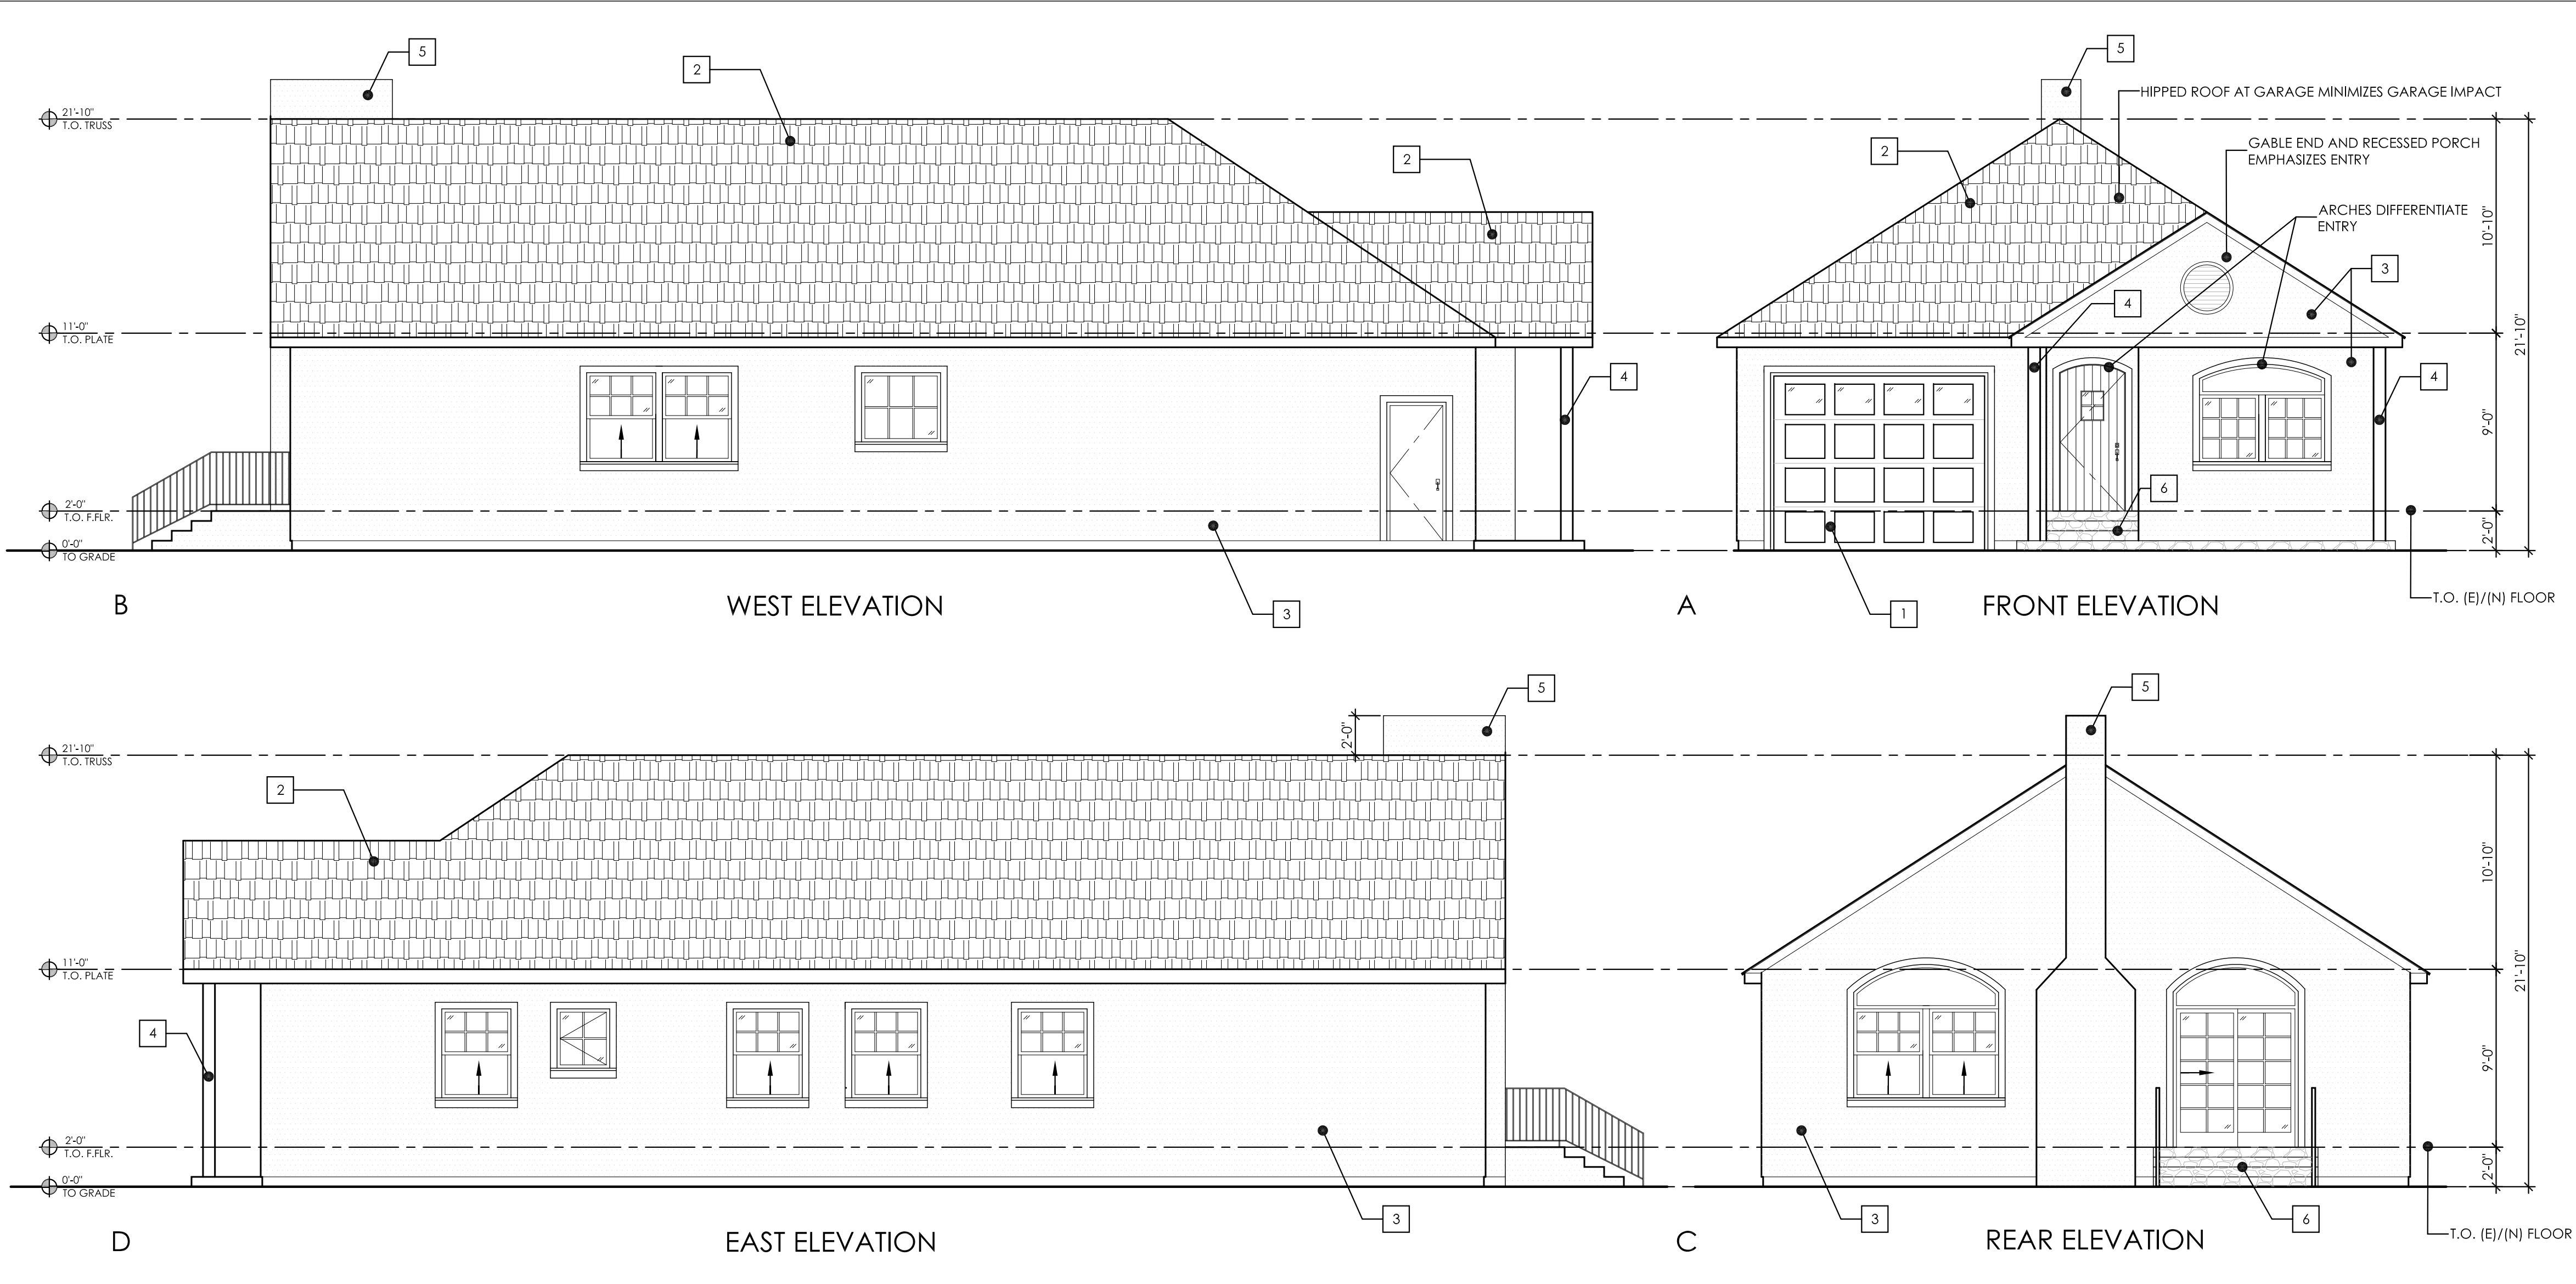 5
2
21'-10"
T.O. TRUSS
2
11'-0"
T.O. PLATE
4
2'-0"
T.O. F.FLR.
0'-0"
TO GRADE
3
B
WEST ELEVATION
5
HIPPED ROOF AT GARAGE MINIMIZES GARAGE IMPACT
2
GABLE END AND RECESSED PORCH
EMPHASIZES ENTRY
ARCHES DIFFERENTIATE
ENTRY
3
4
4
6
10'-10"
9'-0"
2'-0"
21'-10"
T.O. (E)/(N) FLOOR
1
A
FRONT ELEVATION
5
2'-0"
21'-10"
T.O. TRUSS
2
11'-0"
T.O. PLATE
4
2'-0"
T.O. F.FLR.
0'-0"
TO GRADE
3
D
EAST ELEVATION
5
10'-10"
9'-0"
2'-0"
21'-10"
3
6
T.O. (E)/(N) FLOOR
C
REAR ELEVATION